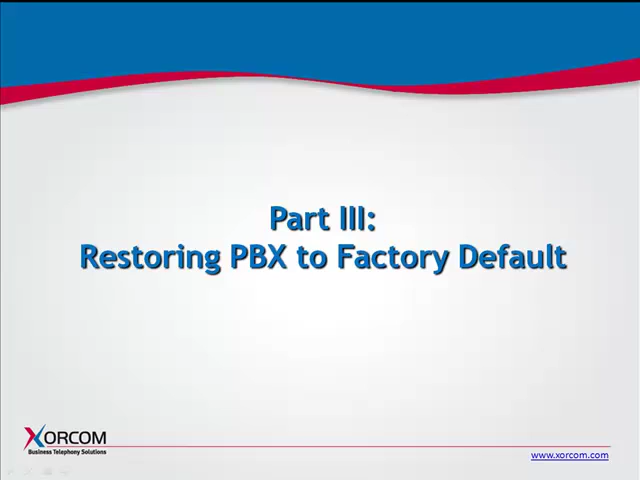 Part III:
Restoring PBX to Factory Default
XORCOM
Business Telephony Solutions
www.xorcom.com